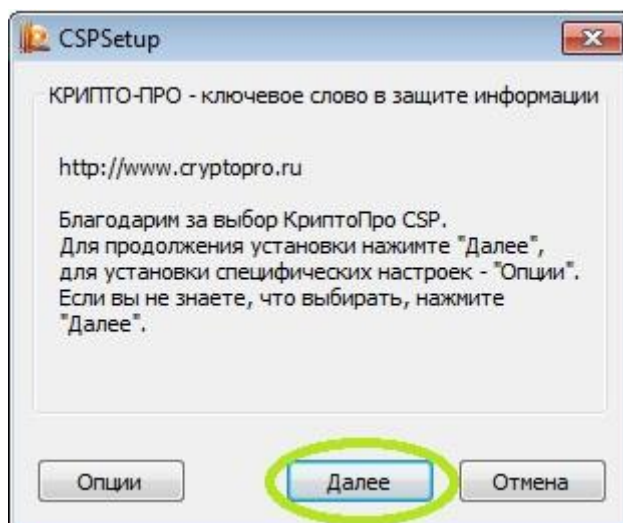 CSPSetup
КРИПТО-ПРО - ключевое слово в защите информации
http://www.cryptopro.ru
Благодарим за выбор КриптоПро CSP.
Для продолжения установки нажимте "Далее",
для установки специфических настроек - "Опции".
Если вы не знаете, что выбирать, нажмите
"Далее".
Опции
Далее
Отмена